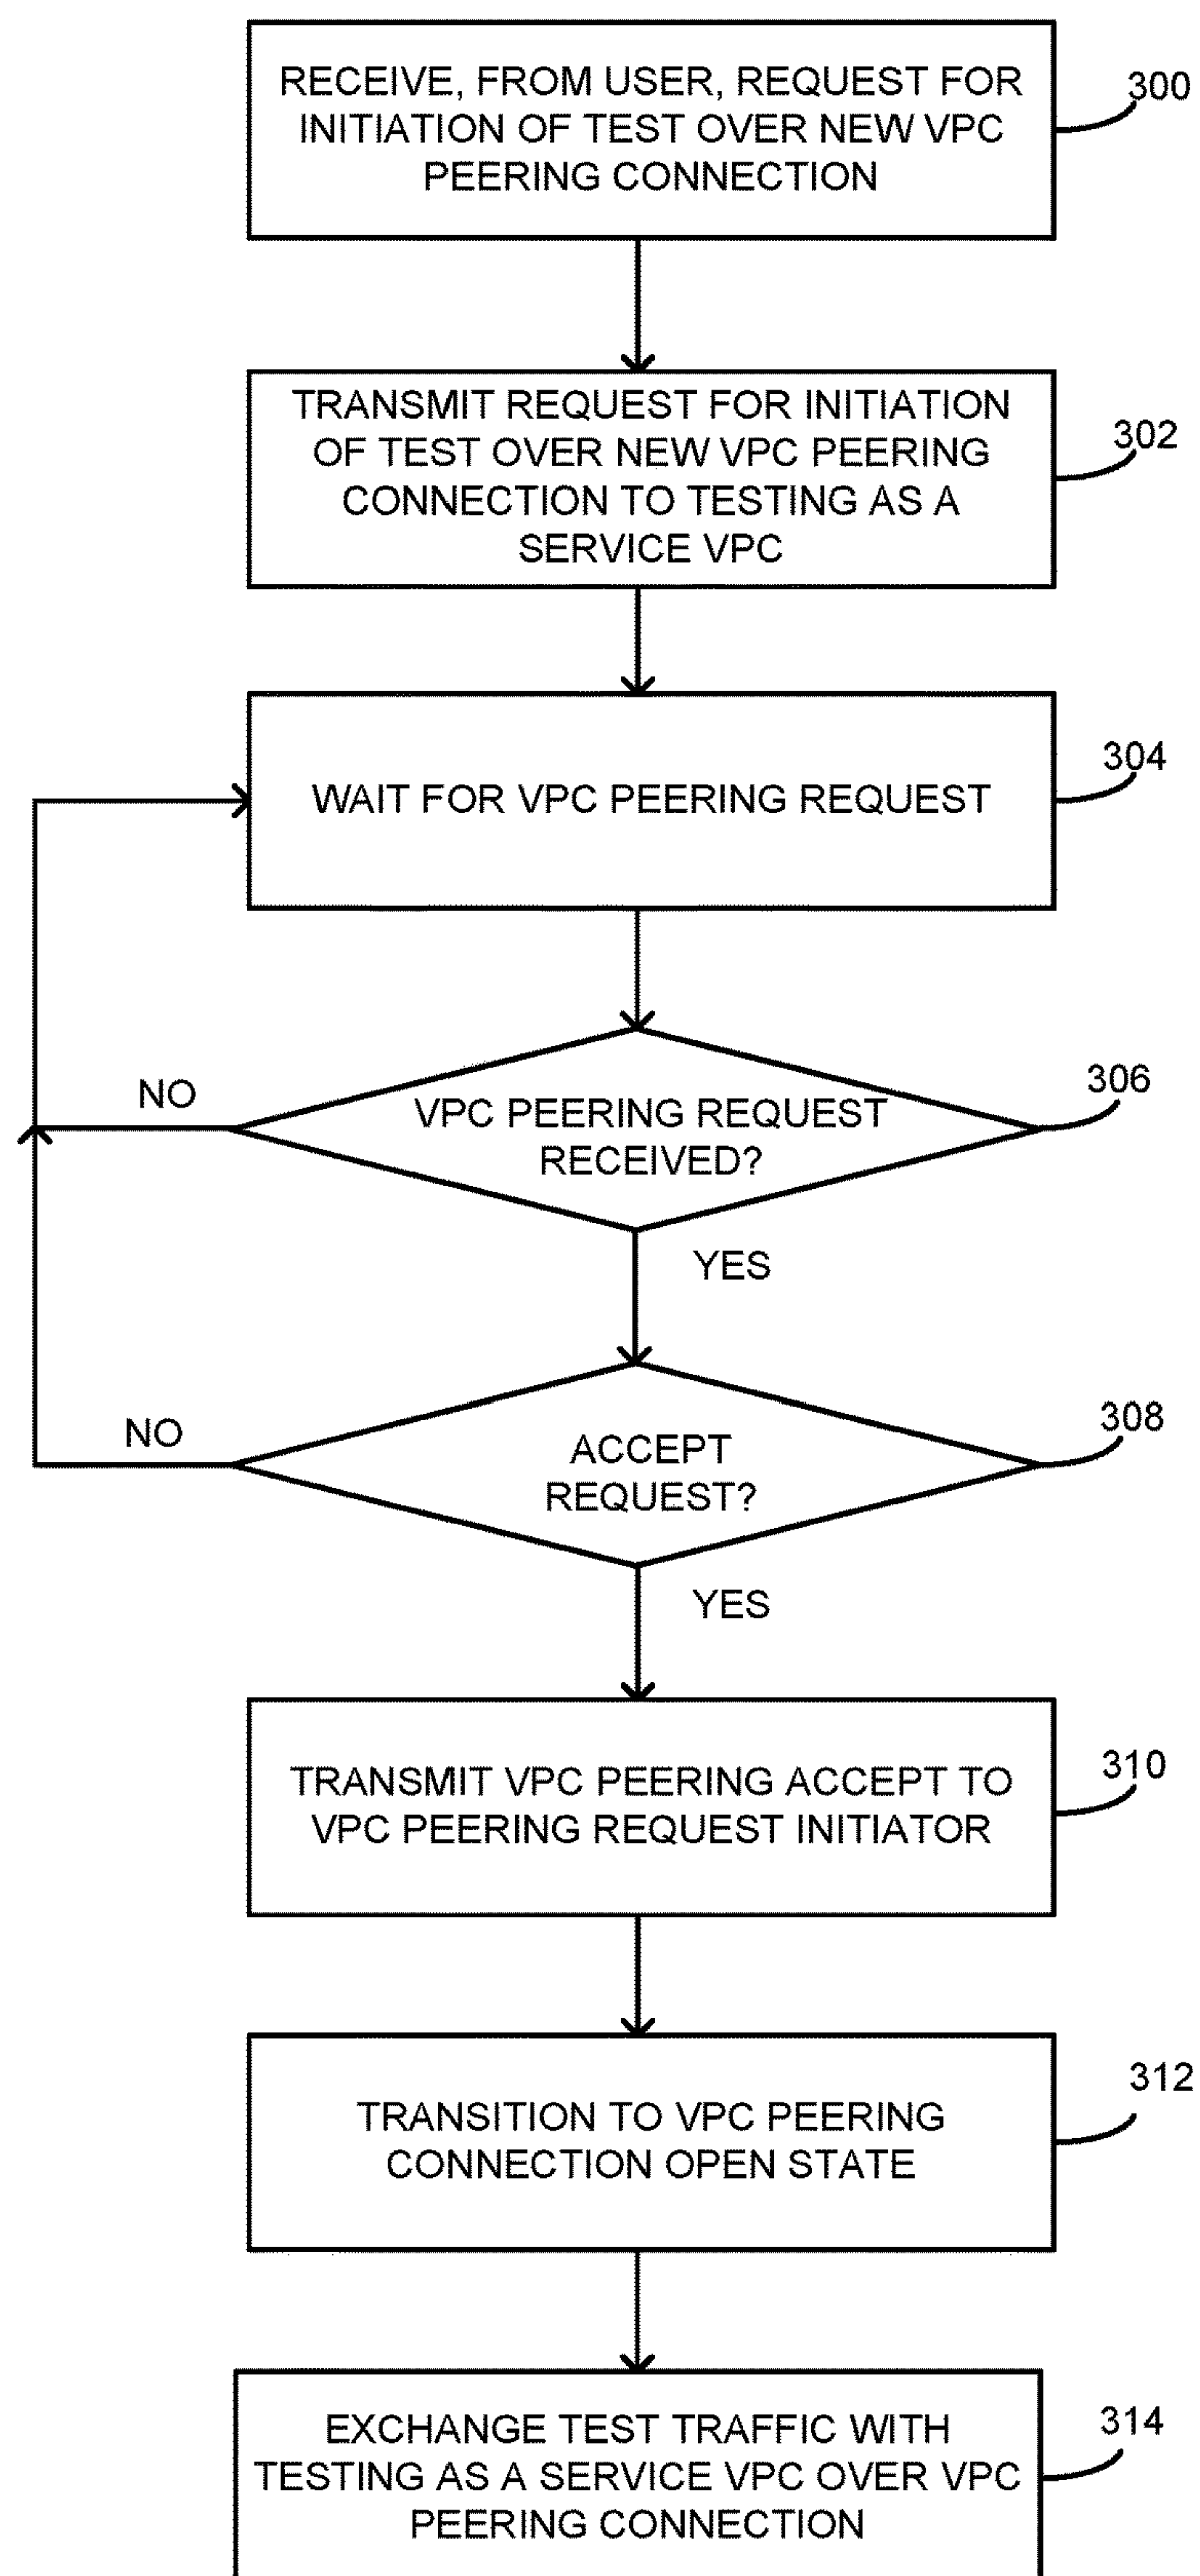 RECEIVE, FROM USER, REQUEST FOR
INITIATION OF TEST OVER NEW VPC
PEERING CONNECTION
300
TRANSMIT REQUEST FOR INITIATION
OF TEST OVER NEW VPC PEERING
CONNECTION TO TESTING AS A
SERVICE VPC
302
WAIT FOR VPC PEERING REQUEST
304
NO
VPC PEERING REQUEST
RECEIVED?
306
YES
NO
ACCEPT
REQUEST?
308
YES
TRANSMIT VPC PEERING ACCEPT TO
VPC PEERING REQUEST INITIATOR
310
TRANSITION TO VPC PEERING
CONNECTION OPEN STATE
312
EXCHANGE TEST TRAFFIC WITH
TESTING AS A SERVICE VPC OVER VPC
PEERING CONNECTION
314